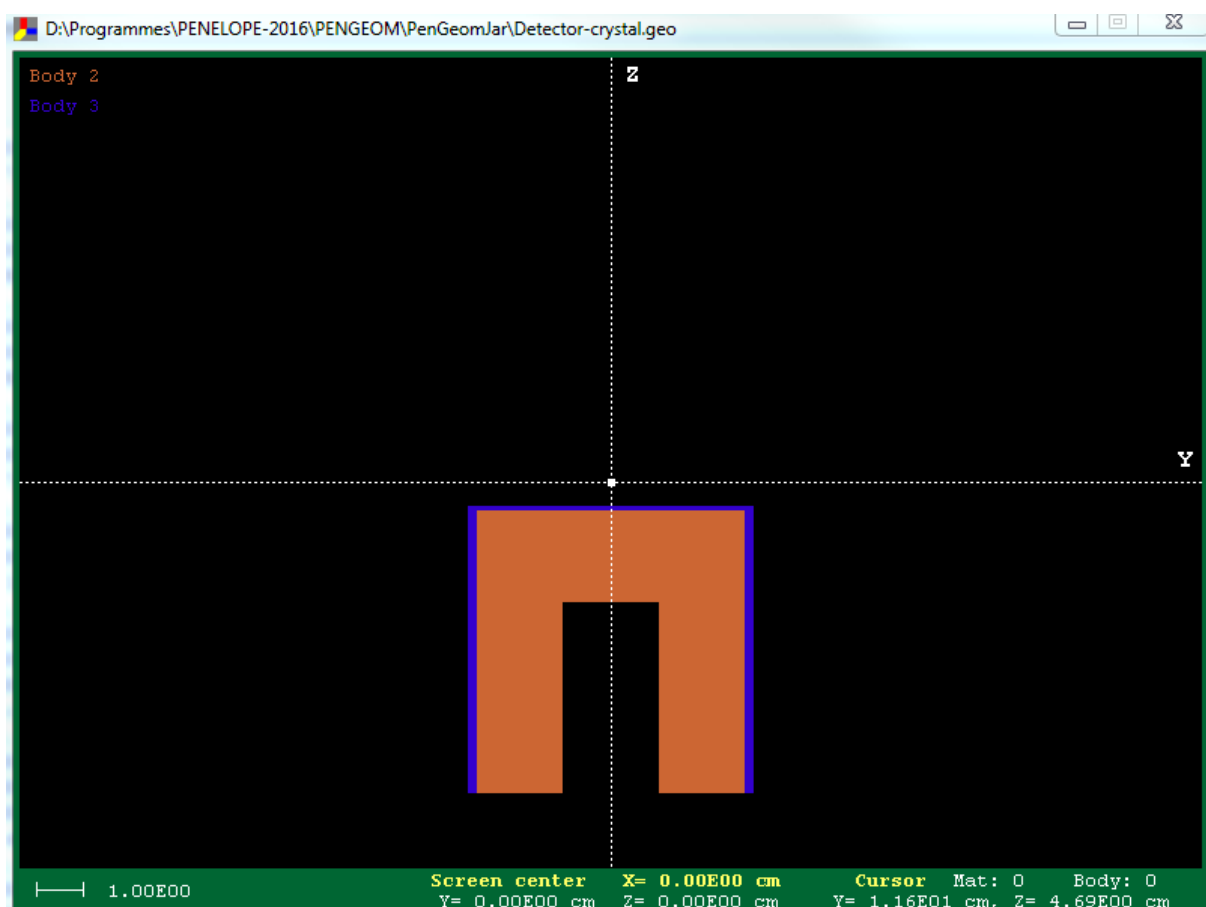 D:\Programmes\PENELOPE-2016\PENGEOM\PenGeomJar\Detector-crystal.geo
Body 2
Body 3
Z
Y
1.00E00
Screen center X= 0.00E00 cm Cursor Mat: 0 Body: 0
Y= 0.00E00 cm Z= 0.00E00 cm Y= 1.16E01 cm, Z= 4.69E00 cm